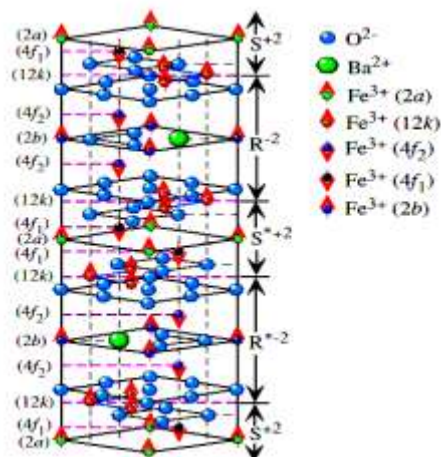 (2a)
(4f₁)
(12k)
(4f₂)
(2b)
(4f₂)
(12k)
(4f₁)
(2a)
(4f₁)
(12k)
(4f₂)
(2b)
(4f₂)
(12k)
(4f₁)
(2a)
S⁺²
R⁻²
S*⁺²
R*⁻²
S⁺²
O²⁻
Ba²⁺
Fe³⁺ (2a)
Fe³⁺ (12k)
Fe³⁺ (4f₂)
Fe³⁺ (4f₁)
Fe³⁺ (2b)